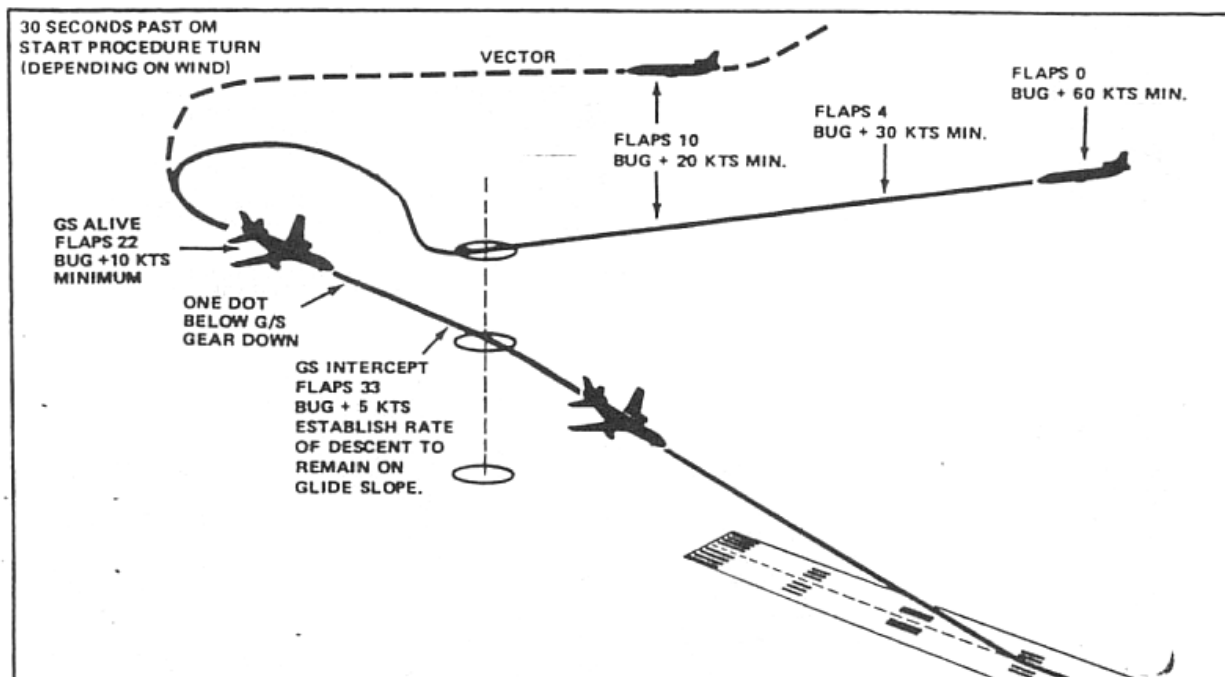 30 SECONDS PAST OM
START PROCEDURE TURN
(DEPENDING ON WIND)
VECTOR
FLAPS 0
BUG + 60 KTS MIN.
FLAPS 4
BUG + 30 KTS MIN.
FLAPS 10
BUG + 20 KTS MIN.
GS ALIVE
FLAPS 22
BUG +10 KTS
MINIMUM
ONE DOT
BELOW G/S
GEAR DOWN
GS INTERCEPT
FLAPS 33
BUG + 5 KTS
ESTABLISH RATE
OF DESCENT TO
REMAIN ON
GLIDE SLOPE.